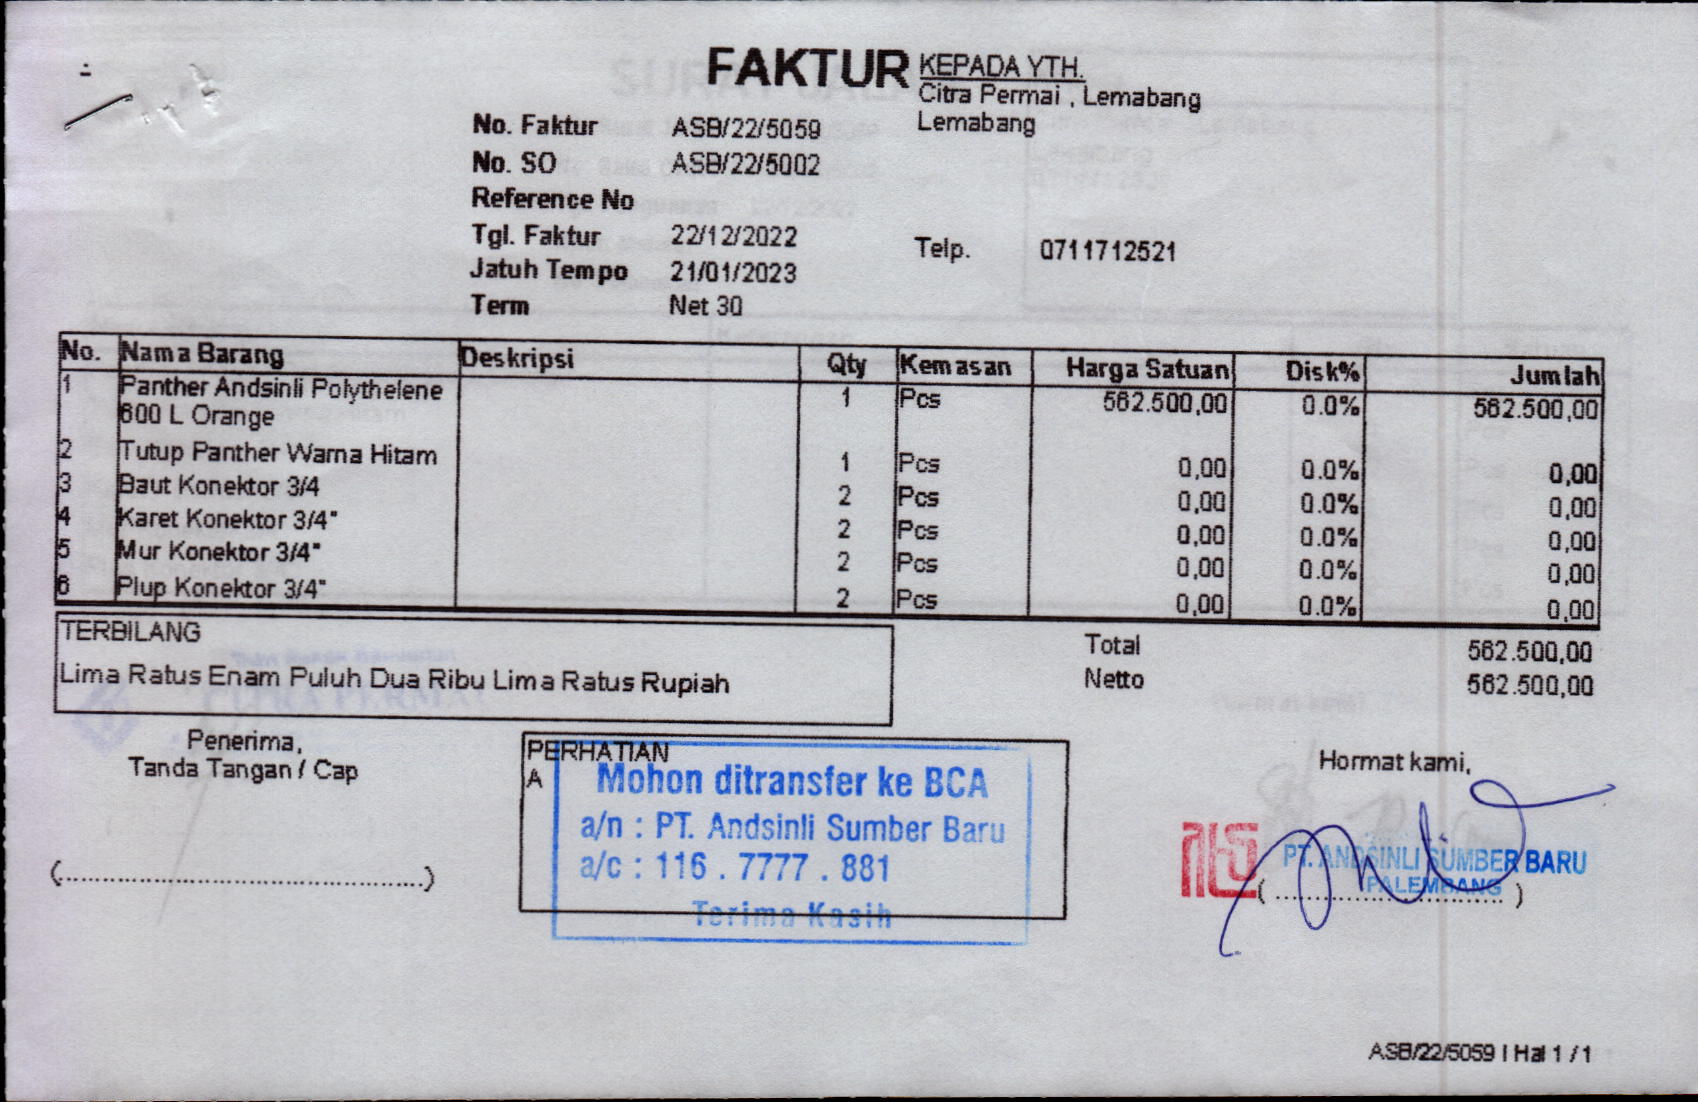 FAKTUR
KEPADA YTH.
Citra Permai , Lemabang
Lemabang
No. Faktur ASB/22/5059
No. SO ASB/22/5002
Reference No
Tgl. Faktur 22/12/2022
Telp. 0711712521
Jatuh Tempo 21/01/2023
Term Net 30
No. Nama Barang Deskripsi Qty Kemasan Harga Satuan Disk% Jumlah
1 Panther Andsinli Polythelene 1 Pcs 562.500,00 0.0% 562.500,00
600 L Orange
2 Tutup Panther Warna Hitam 1 Pcs 0,00 0.0% 0,00
3 Baut Konektor 3/4 2 Pcs 0,00 0.0% 0,00
4 Karet Konektor 3/4" 2 Pcs 0,00 0.0% 0,00
5 Mur Konektor 3/4" 2 Pcs 0,00 0.0% 0,00
6 Plup Konektor 3/4" 2 Pcs 0,00 0.0% 0,00
TERBILANG
Lima Ratus Enam Puluh Dua Ribu Lima Ratus Rupiah
Total 562.500,00
Netto 562.500,00
Penerima,
Tanda Tangan / Cap
(..............................................)
PERHATIAN
A
Mohon ditransfer ke BCA
a/n : PT. Andsinli Sumber Baru
a/c : 116 . 7777 . 881
Terima Kasih
Hormat kami,
PT. ANDSINLI SUMBER BARU
PALEMBANG
(..............................)
ASB/22/5059 | Hal 1 / 1